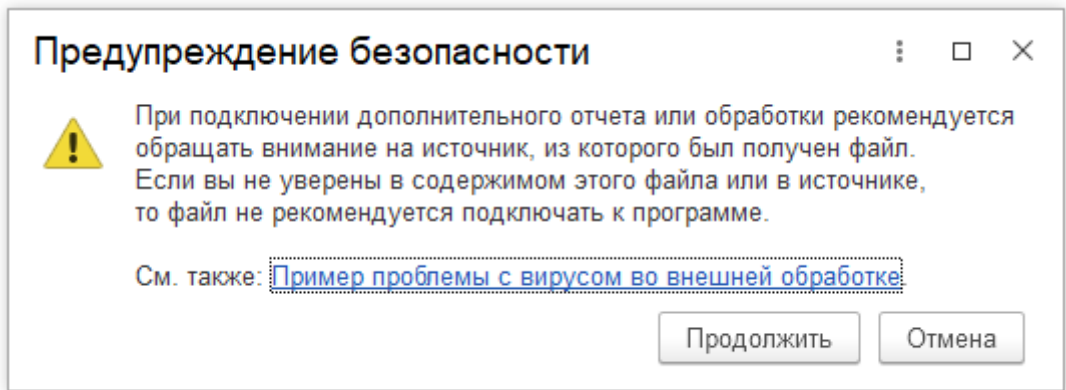 Предупреждение безопасности
При подключении дополнительного отчета или обработки рекомендуется
обращать внимание на источник, из которого был получен файл.
Если вы не уверены в содержимом этого файла или в источнике,
то файл не рекомендуется подключать к программе.
См. также: Пример проблемы с вирусом во внешней обработке.
Продолжить Отмена